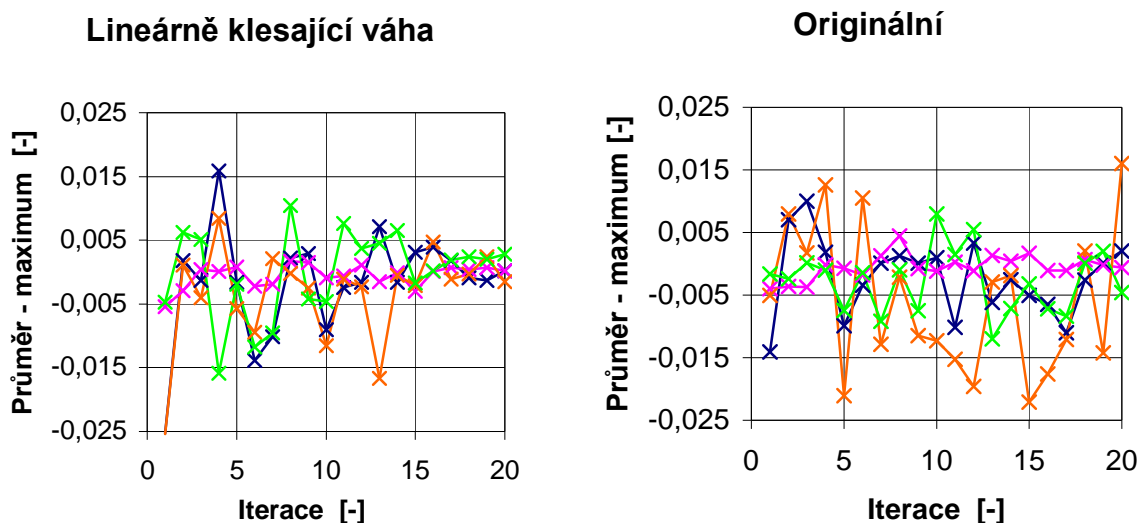 Lineárně klesající váha
Průměr - maximum [-]
0,025
0,015
0,005
-0,005
-0,015
-0,025
0 5 10 15 20
Iterace [-]
Originální
Průměr - maximum [-]
0,025
0,015
0,005
-0,005
-0,015
-0,025
0 5 10 15 20
Iterace [-]